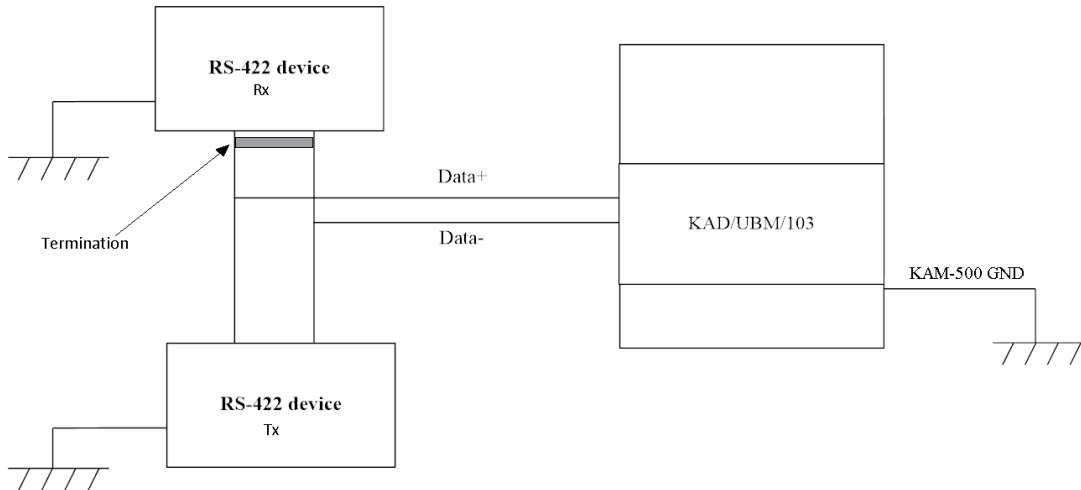 RS-422 device
Rx
Data+
KAD/UBM/103
Data-
Termination
KAM-500 GND
RS-422 device
Tx